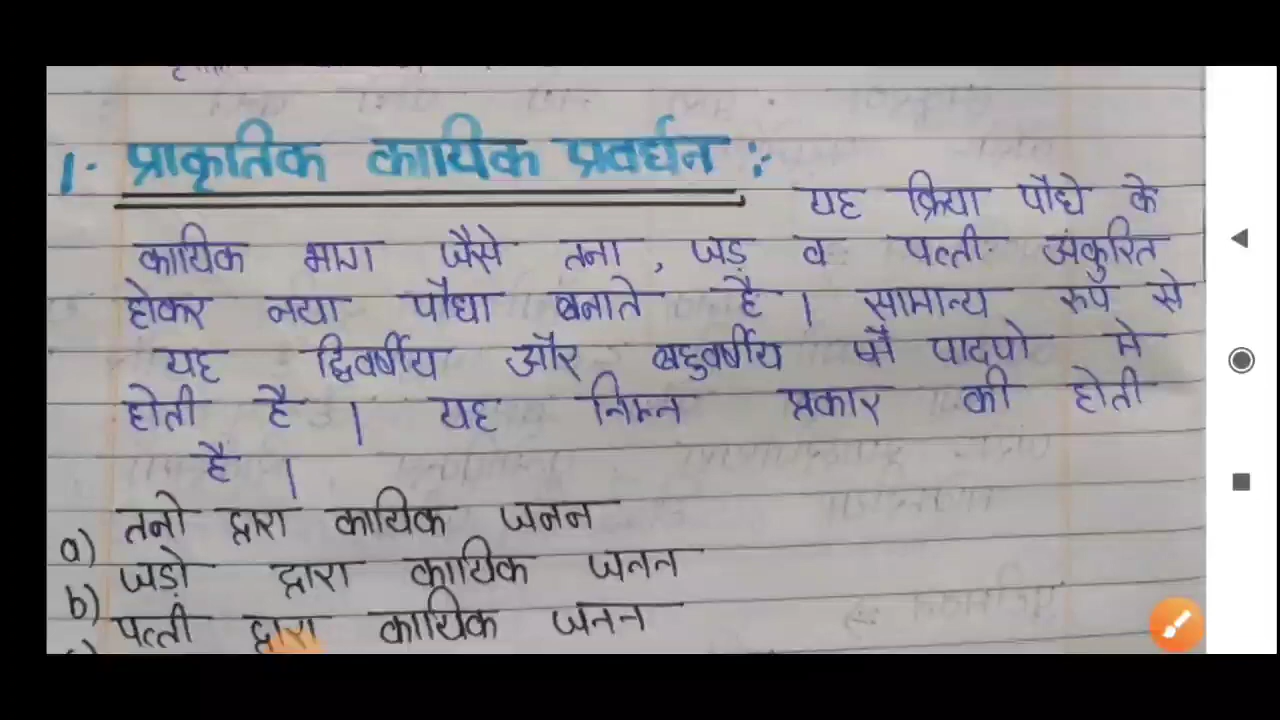 1. प्राकृतिक कायिक प्रवर्धन :-
यह क्रिया पौधे के
कायिक भाग जैसे तना, जड़ व पत्ती अंकुरित
होकर नया पौधा बनाते है । सामान्य रूप से
यह द्विवर्षीय और बहुवर्षीय पादपो मे
होती है । यह निम्न प्रकार की होती
है ।
a) तनो द्वारा कायिक जनन
b) जड़ो द्वारा कायिक जनन
पत्ती द्वारा कायिक जनन